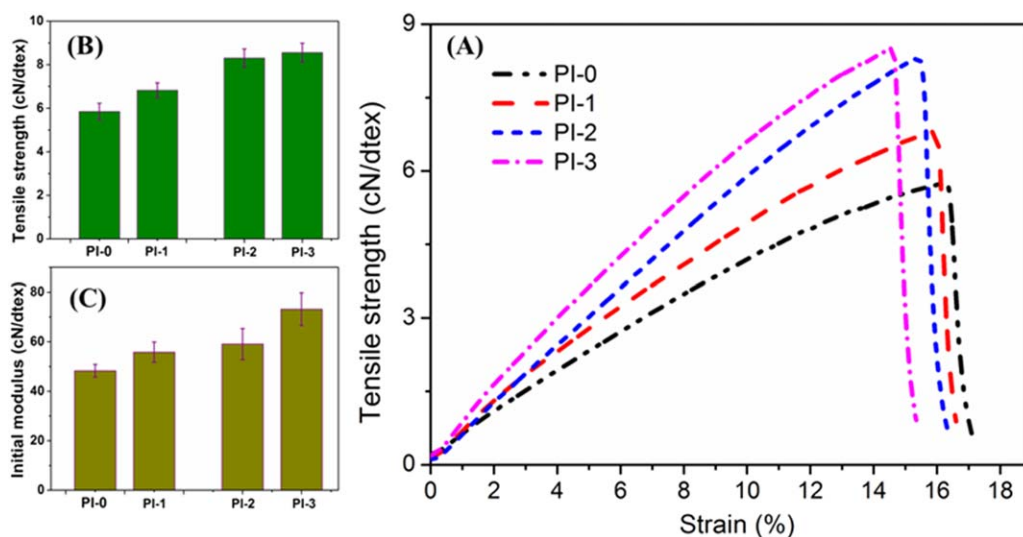 (B)
Tensile strength (cN/dtex)
10
8
6
4
2
0
PI-0 PI-1 PI-2 PI-3
(C)
Initial modulus (cN/dtex)
80
60
40
20
0
PI-0 PI-1 PI-2 PI-3
(A)
PI-0
PI-1
PI-2
PI-3
Tensile strength (cN/dtex)
9
6
3
0
0 2 4 6 8 10 12 14 16 18
Strain (%)